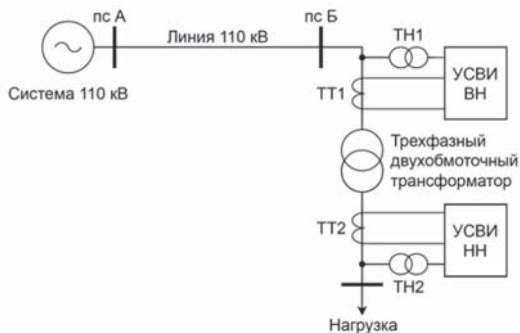 пс А
Линия 110 кВ
пс Б
Система 110 кВ
ТН1
УСВИ
ВН
ТТ1
Трехфазный
двухобмоточный
трансформатор
ТТ2
УСВИ
НН
ТН2
Нагрузка